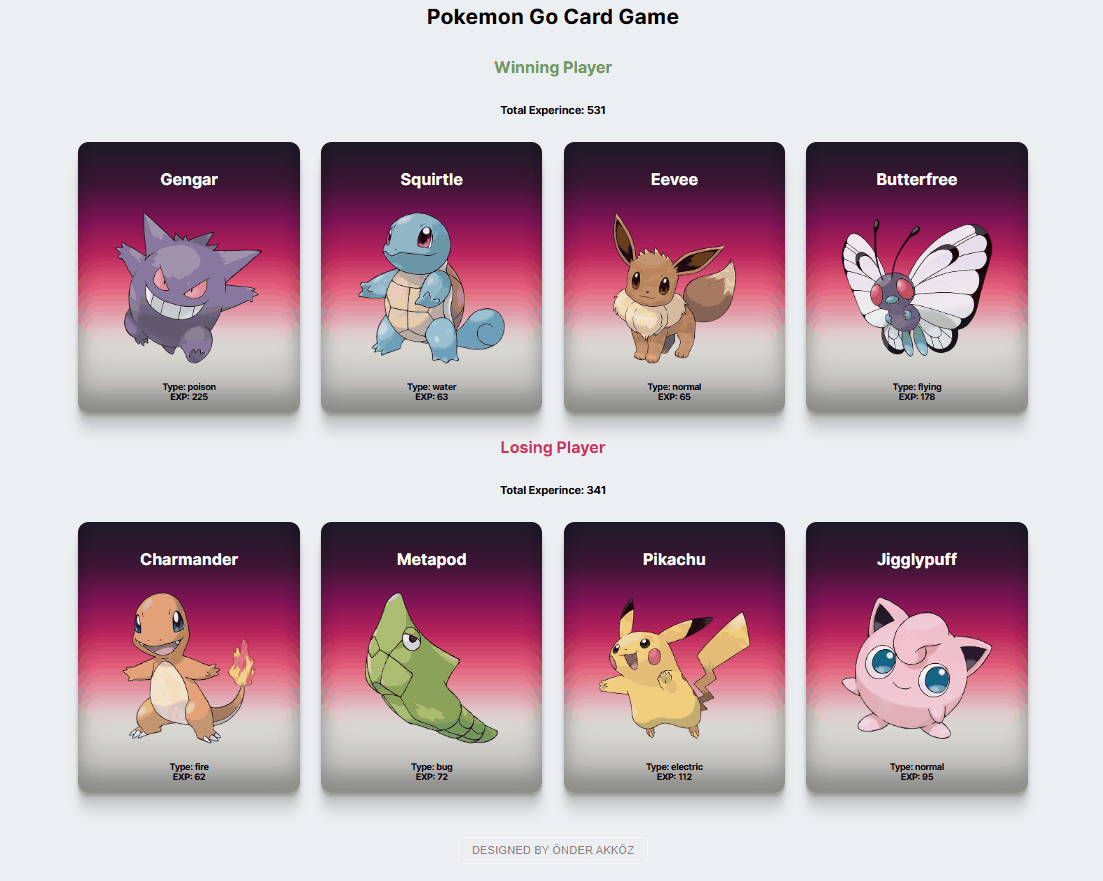 Pokemon Go Card Game
Winning Player
Total Experince: 531
Gengar
Type: poison
EXP: 225
Squirtle
Type: water
EXP: 63
Eevee
Type: normal
EXP: 65
Butterfree
Type: flying
EXP: 178
Losing Player
Total Experince: 341
Charmander
Type: fire
EXP: 62
Metapod
Type: bug
EXP: 72
Pikachu
Type: electric
EXP: 112
Jigglypuff
Type: normal
EXP: 95
DESIGNED BY ÖNDER AKKÖZ